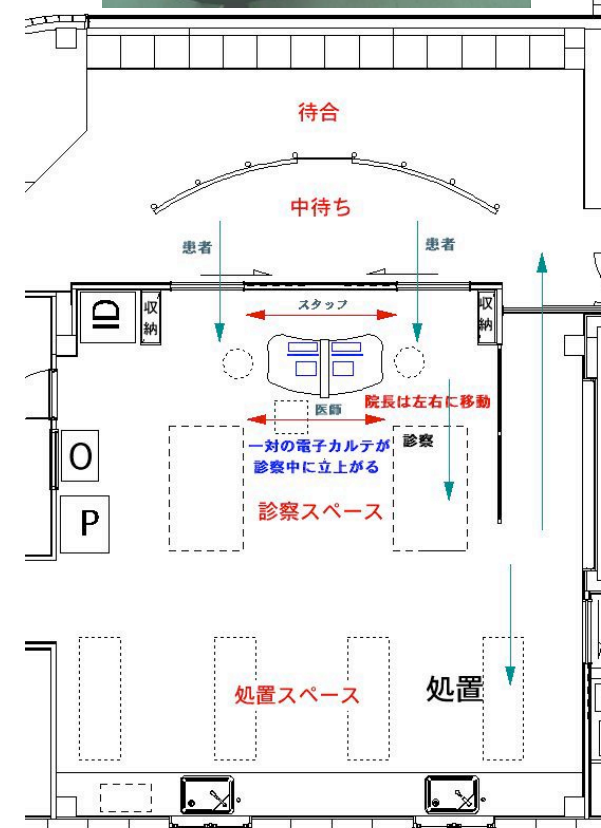 待合
中待ち
患者
患者
ID
収納
スタッフ
収納
医師
院長は左右に移動
一対の電子カルテが
診察中に立上がる
診察
O
P
診察スペース
処置スペース
処置